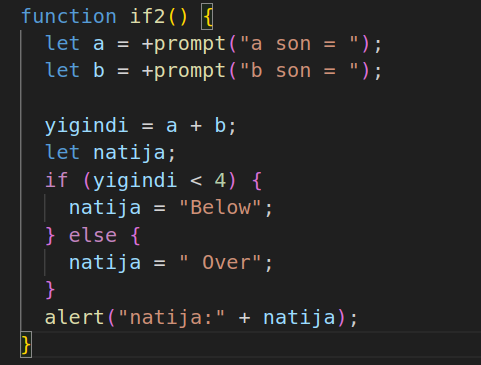 function if2() {
  let a = +prompt("a son = ");
  let b = +prompt("b son = ");

  yigindi = a + b;
  let natija;
  if (yigindi < 4) {
    natija = "Below";
  } else {
    natija = " Over";
  }
  alert("natija:" + natija);
}